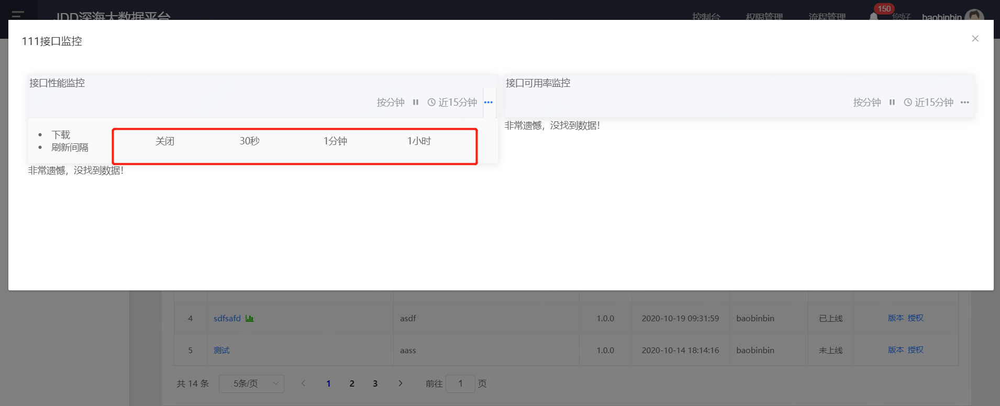 JDD深海大数据平台
控制台 权限管理 流程管理 150 您好 baobinbin
111接口监控
接口性能监控
按分钟 近15分钟
下载
刷新间隔
关闭 30秒 1分钟 1小时
非常遗憾，没找到数据！
接口可用率监控
按分钟 近15分钟
非常遗憾，没找到数据！
4 sdfsafd asdf 1.0.0 2020-10-19 09:31:59 baobinbin 已上线 版本 授权
5 测试 aass 1.0.0 2020-10-14 18:14:16 baobinbin 未上线 版本 授权
共 14 条 5条/页 1 2 3 前往 1 页